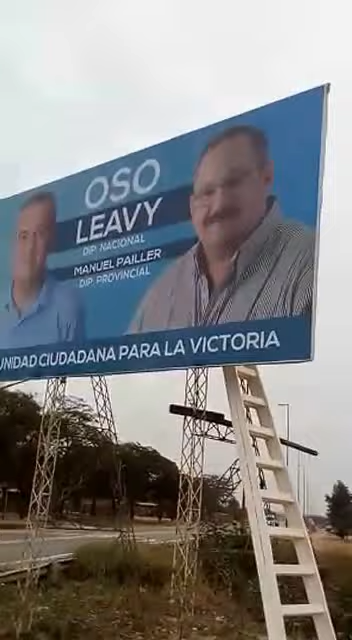 OSO
LEAVY
DIP. NACIONAL
MANUEL PAILLER
DIP. PROVINCIAL
UNIDAD CIUDADANA PARA LA VICTORIA